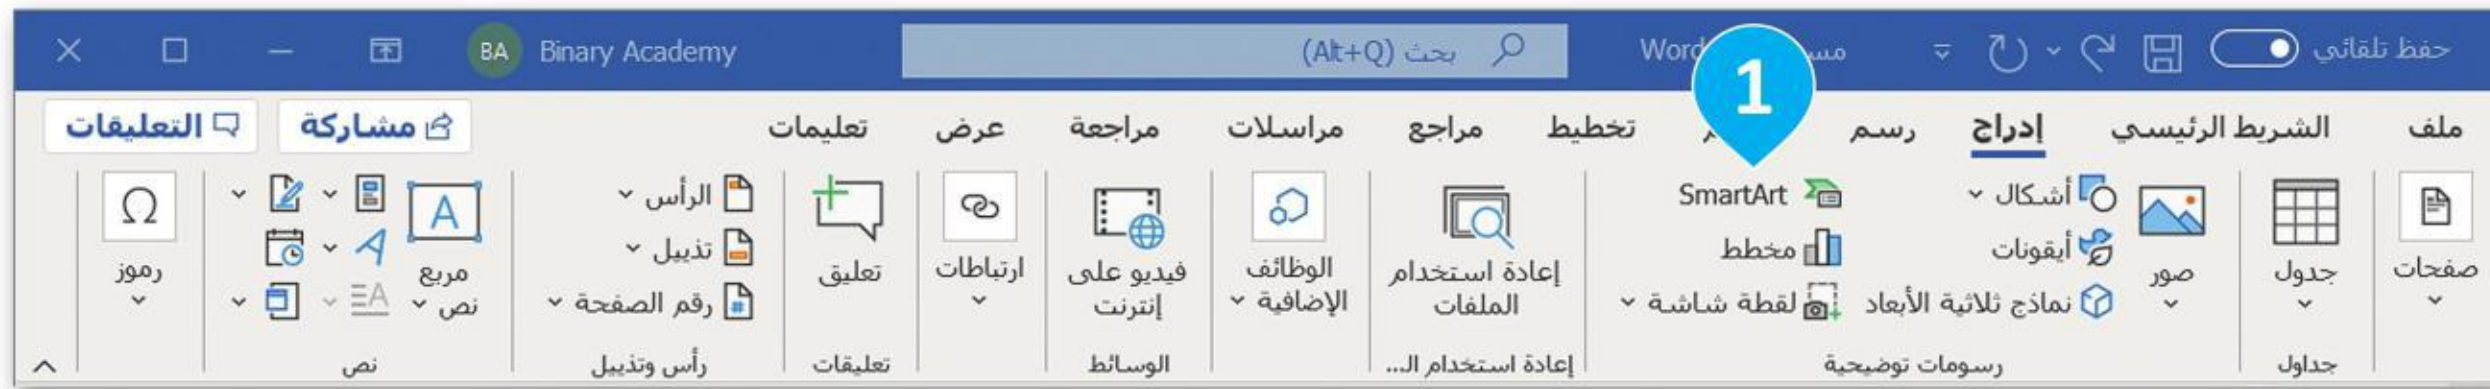 حفظ تلقائي
Word
1
بحث (Alt+Q)
Binary Academy
BA
ملف
الشريط الرئيسي
إدراج
رسم
تخطيط
مراجع
مراسلات
مراجعة
عرض
تعليمات
مشاركة
التعليقات
صفحات
جدول
جداول
صور
أشكال
أيقونات
نماذج ثلاثية الأبعاد
SmartArt
مخطط
لقطة شاشة
رسومات توضيحية
إعادة استخدام
الملفات
إعادة استخدام الـ...
الوظائف
الإضافية
فيديو على
إنترنت
الوسائط
ارتباطات
تعليق
تعليقات
الرأس
تذييل
رقم الصفحة
رأس وتذييل
مربع
نص
نص
رموز